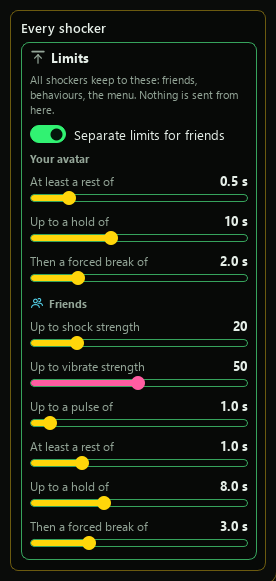 Every shocker
Limits
All shockers keep to these: friends,
behaviours, the menu. Nothing is sent from
here.
Separate limits for friends
Your avatar
At least a rest of 0.5 s
Up to a hold of 10 s
Then a forced break of 2.0 s
Friends
Up to shock strength 20
Up to vibrate strength 50
Up to a pulse of 1.0 s
At least a rest of 1.0 s
Up to a hold of 8.0 s
Then a forced break of 3.0 s